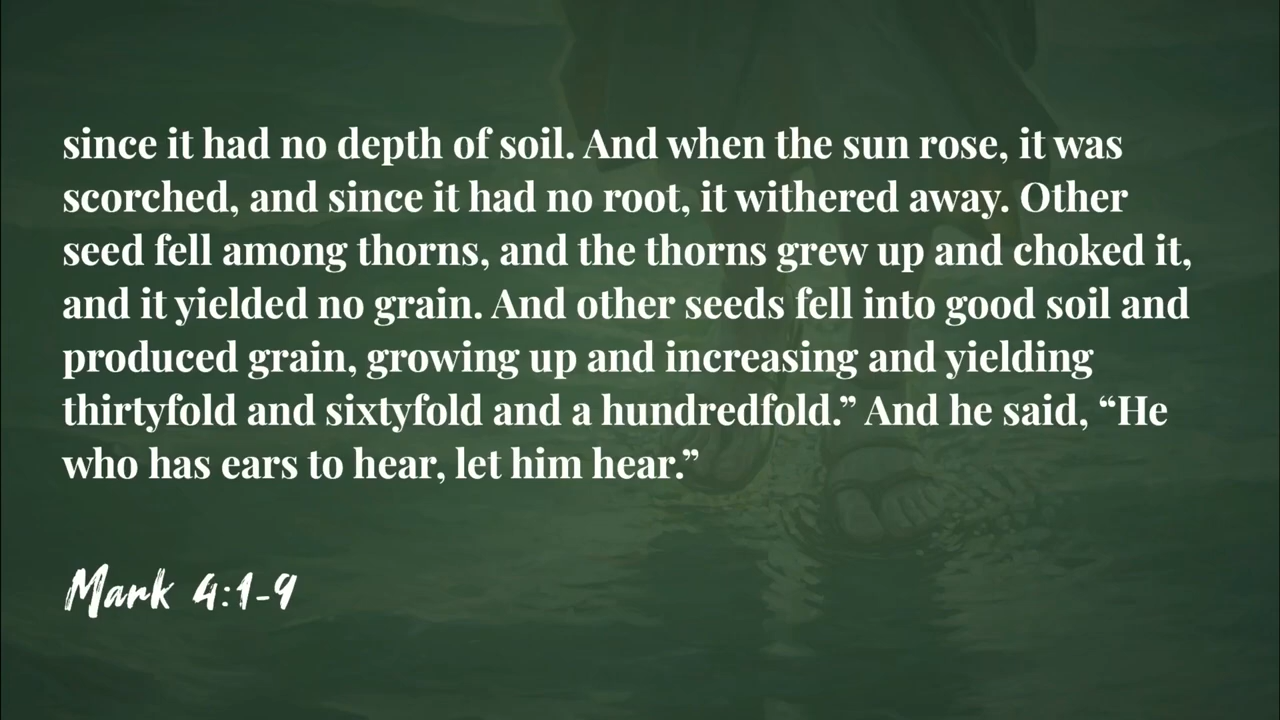 since it had no depth of soil. And when the sun rose, it was
scorched, and since it had no root, it withered away. Other
seed fell among thorns, and the thorns grew up and choked it,
and it yielded no grain. And other seeds fell into good soil and
produced grain, growing up and increasing and yielding
thirtyfold and sixtyfold and a hundredfold.” And he said, “He
who has ears to hear, let him hear.”
Mark 4:1-9